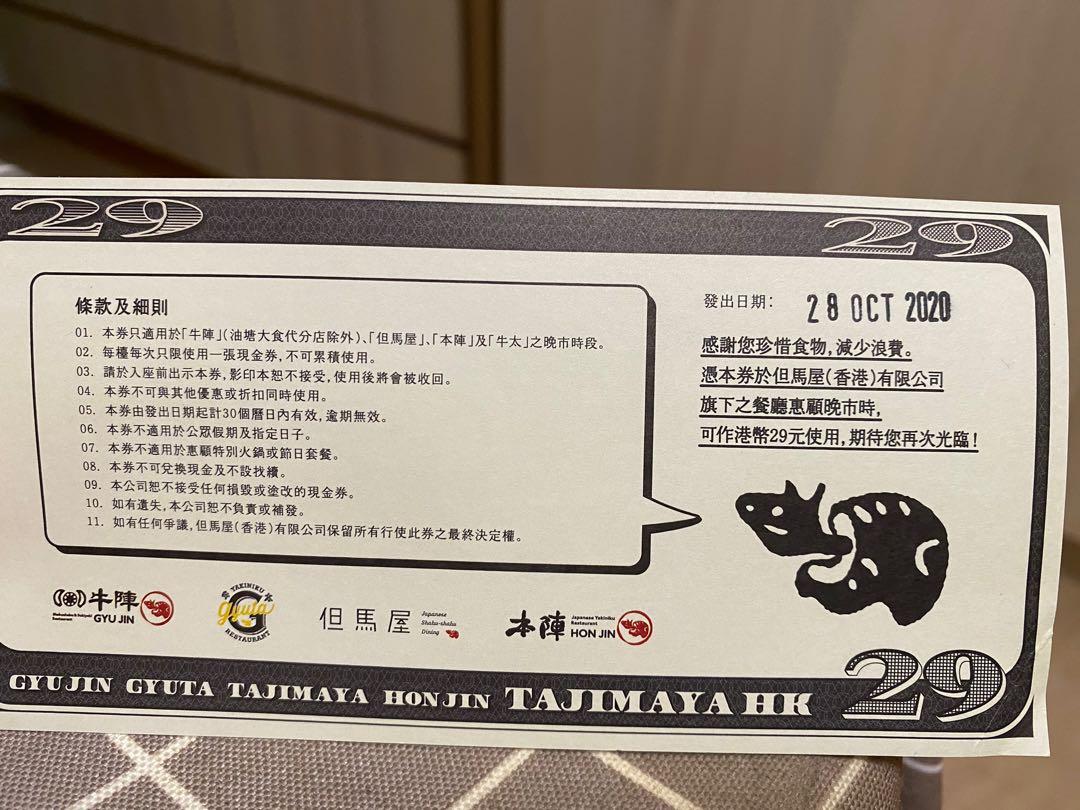 29
29
條款及細則
01. 本券只適用於「牛陣」(油塘大食代分店除外)、「但馬屋」、「本陣」及「牛太」之晚市時段。
02. 每檯每次只限使用一張現金券,不可累積使用。
03. 請於入座前出示本券,影印本恕不接受,使用後將會被收回。
04. 本券不可與其他優惠或折扣同時使用。
05. 本券由發出日期起計30個曆日內有效,逾期無效。
06. 本券不適用於公眾假期及指定日子。
07. 本券不適用於惠顧特別火鍋或節日套餐。
08. 本券不可兌換現金及不設找續。
09. 本公司恕不接受任何損毀或塗改的現金券。
10. 如有遺失,本公司恕不負責或補發。
11. 如有任何爭議,但馬屋(香港)有限公司保留所有行使此券之最終決定權。
發出日期: 28 OCT 2020
感謝您珍惜食物,減少浪費。
憑本券於但馬屋(香港)有限公司
旗下之餐廳惠顧晚市時,
可作港幣29元使用,期待您再次光臨!
牛陣
Restaurant
GYU JIN
YAKINIKU
G
gyuta
RESTAURANT
但馬屋
Japanese
Shabu-shabu
Dining
本陣
Japanese Yakiniku
Restaurant
HON JIN
GYUJIN GYUTA TAJIMAYA HONJIN TAJIMAYA HK
29